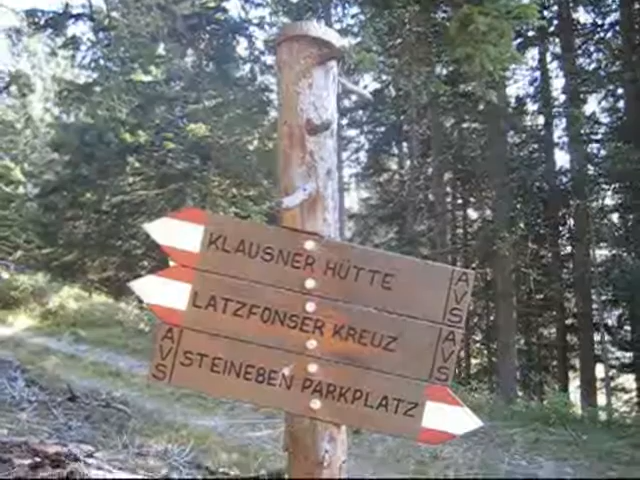 KLAUSNER HÜTTE AVS
LATZFONSER KREUZ AVS
AVS STEINEBEN PARKPLATZ